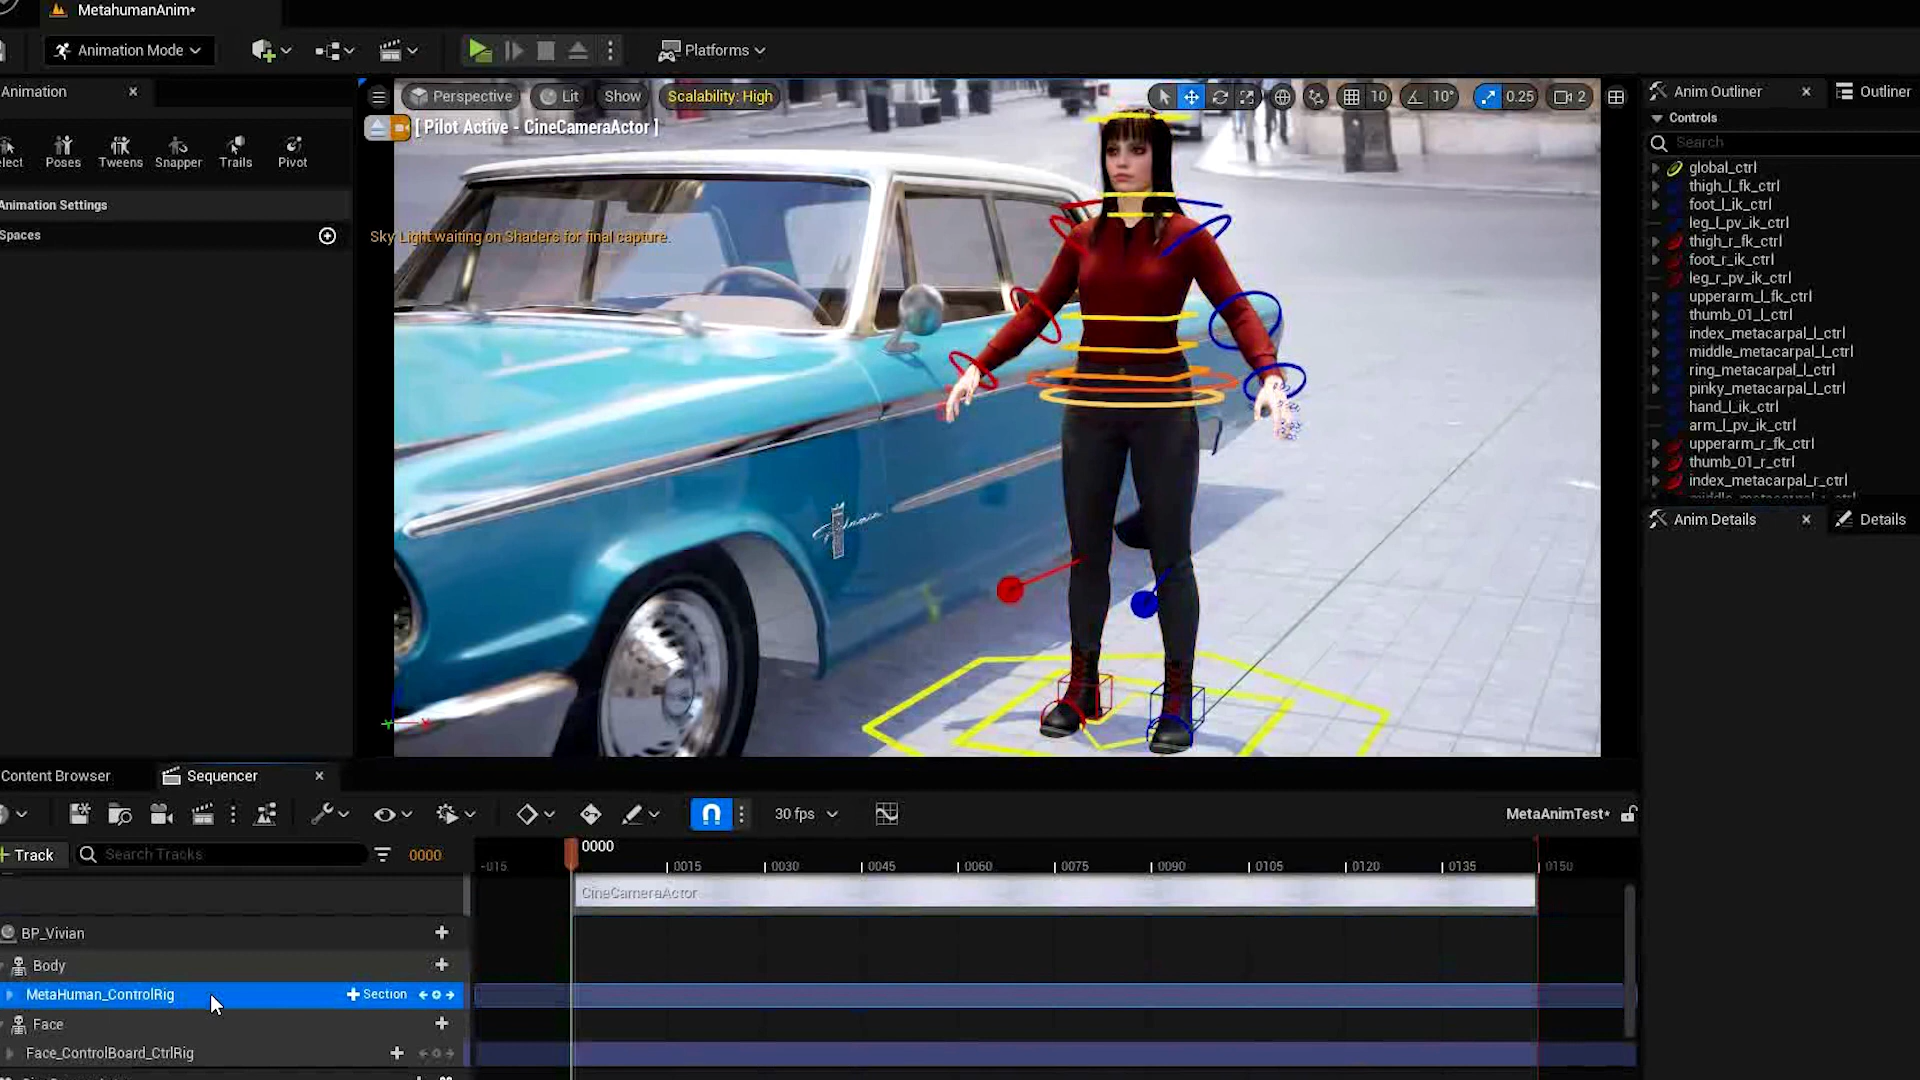 MetahumanAnim*
Animation Mode
Platforms
Animation
Poses
Tweens
Snapper
Trails
Pivot
Animation Settings
Spaces
Perspective
Lit
Show
Scalability: High
10
10°
0.25
2
[ Pilot Active - CineCameraActor ]
Sky Light waiting on Shaders for final capture.
Anim Outliner
Outliner
Controls
Search
global_ctrl
thigh_l_fk_ctrl
foot_l_ik_ctrl
leg_l_pv_ik_ctrl
thigh_r_fk_ctrl
foot_r_ik_ctrl
leg_r_pv_ik_ctrl
upperarm_l_fk_ctrl
thumb_01_l_ctrl
index_metacarpal_l_ctrl
middle_metacarpal_l_ctrl
ring_metacarpal_l_ctrl
pinky_metacarpal_l_ctrl
hand_l_ik_ctrl
arm_l_pv_ik_ctrl
upperarm_r_fk_ctrl
thumb_01_r_ctrl
index_metacarpal_r_ctrl
Anim Details
Details
Content Browser
Sequencer
30 fps
MetaAnimTest*
Track
Search Tracks
0000
-015
0000
0015
0030
0045
0060
0075
0090
0105
0120
0135
0150
CineCameraActor
BP_Vivian
Body
MetaHuman_ControlRig
Section
Face
Face_ControlBoard_CtrlRig